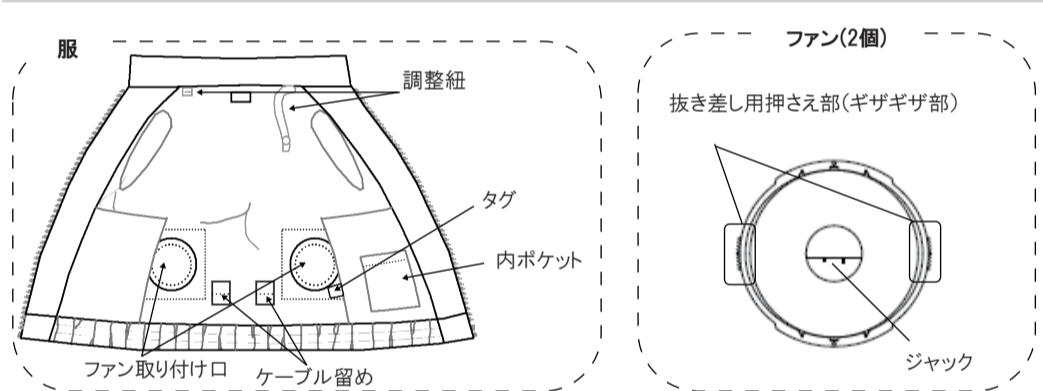 服
調整紐
タグ
内ポケット
ファン取り付け口
ケーブル留め
ファン(2個)
抜き差し用押さえ部(ギザギザ部)
ジャック